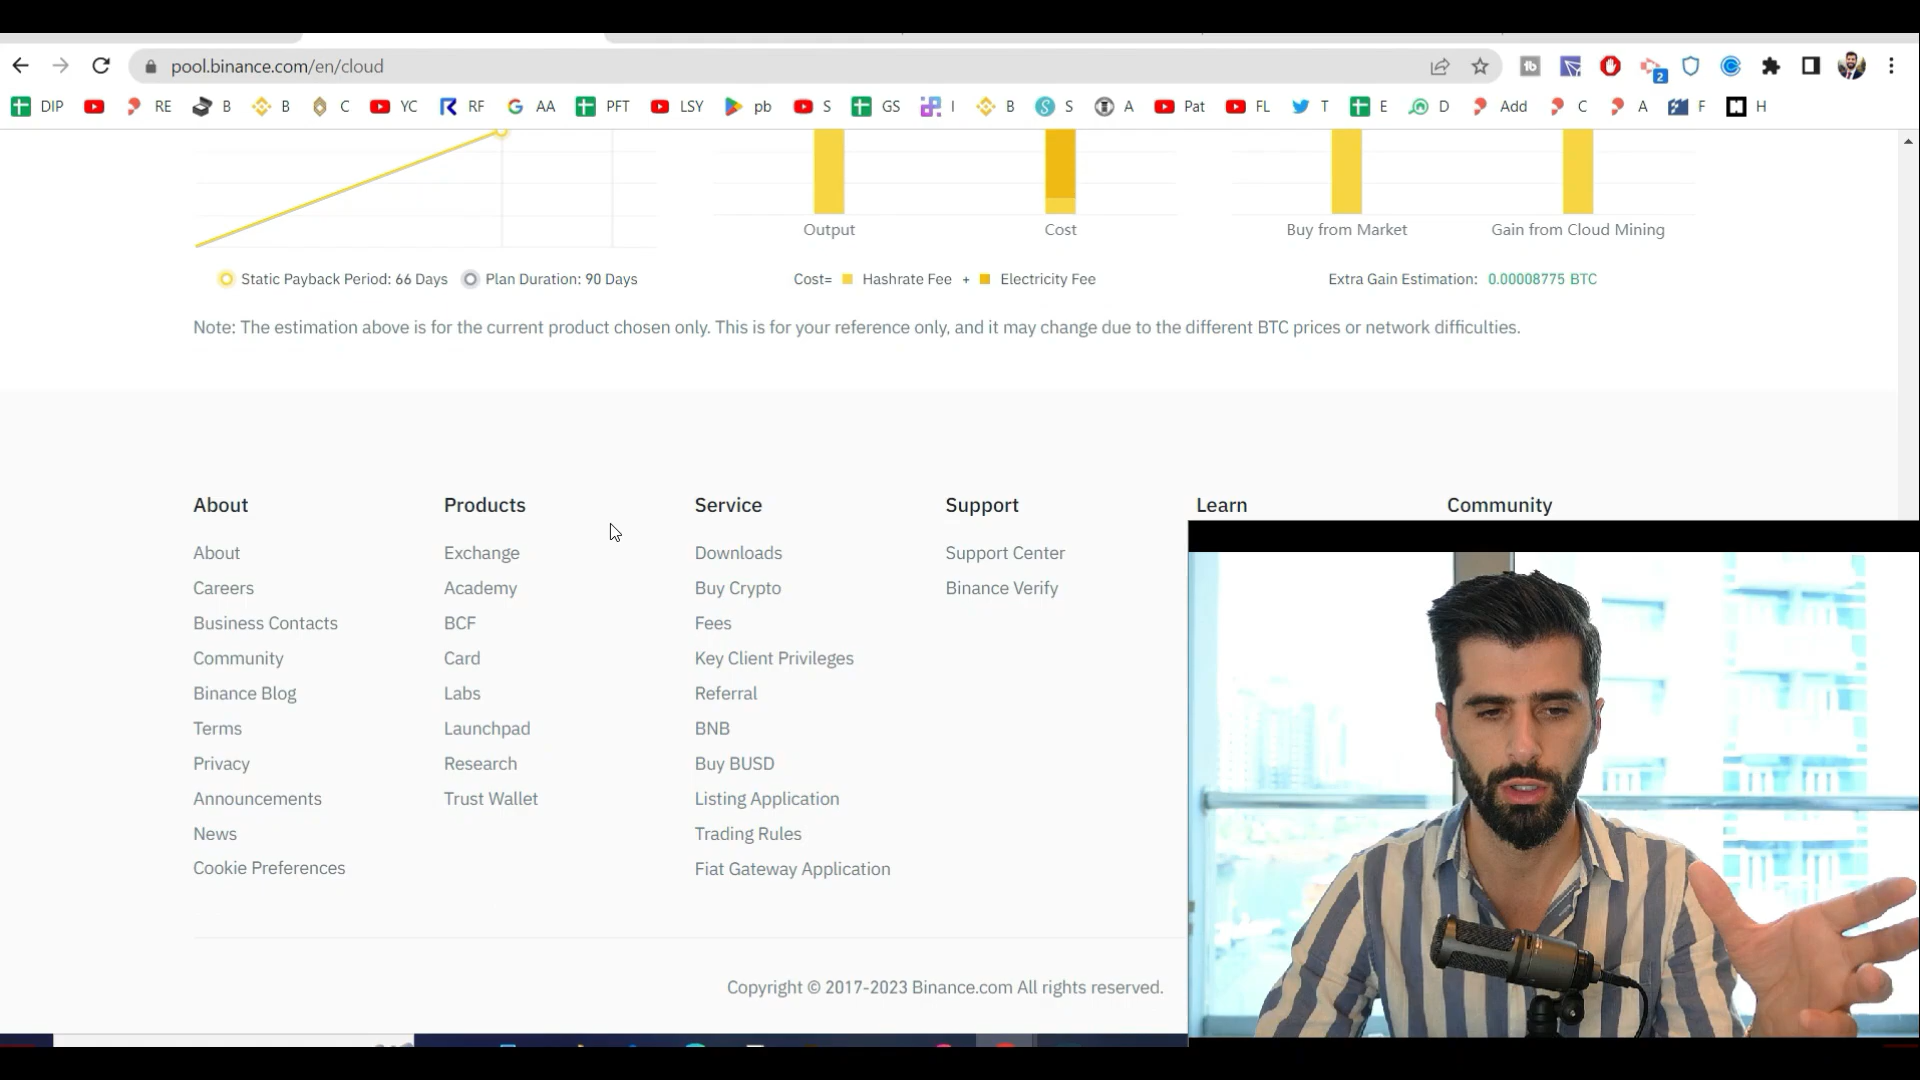 pool.binance.com/en/cloud
2
DIP RE B B C YC RF AA PFT LSY pb S GS I B S A Pat FL T E D Add C A F H
Output Cost Buy from Market Gain from Cloud Mining
Static Payback Period: 66 Days Plan Duration: 90 Days Cost= Hashrate Fee + Electricity Fee Extra Gain Estimation: 0.00008775 BTC
Note: The estimation above is for the current product chosen only. This is for your reference only, and it may change due to the different BTC prices or network difficulties.
About
About
Careers
Business Contacts
Community
Binance Blog
Terms
Privacy
Announcements
News
Cookie Preferences
Products
Exchange
Academy
BCF
Card
Labs
Launchpad
Research
Trust Wallet
Service
Downloads
Buy Crypto
Fees
Key Client Privileges
Referral
BNB
Buy BUSD
Listing Application
Trading Rules
Fiat Gateway Application
Support
Support Center
Binance Verify
Learn
Community
Copyright © 2017-2023 Binance.com All rights reserved.